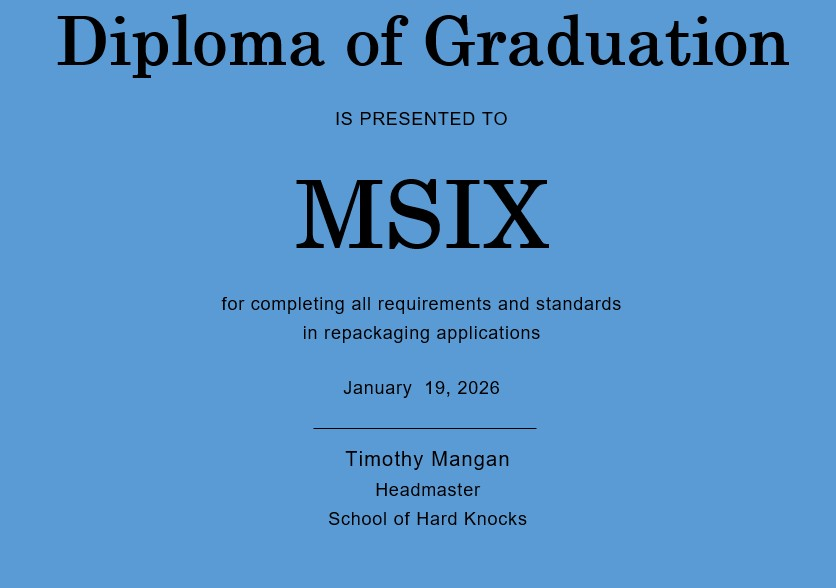 Diploma of Graduation
IS PRESENTED TO
MSIX
for completing all requirements and standards
in repackaging applications
January  19, 2026
Timothy Mangan
Headmaster
School of Hard Knocks